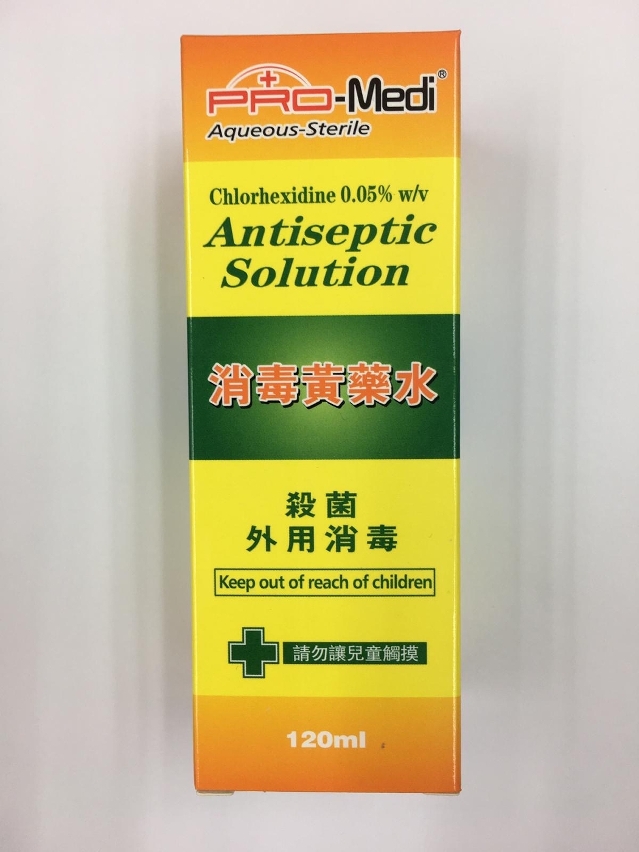 PRO-Medi®
Aqueous-Sterile
Chlorhexidine 0.05% w/v
Antiseptic
Solution
消毒黃藥水
殺菌
外用消毒
Keep out of reach of children
請勿讓兒童觸摸
120ml